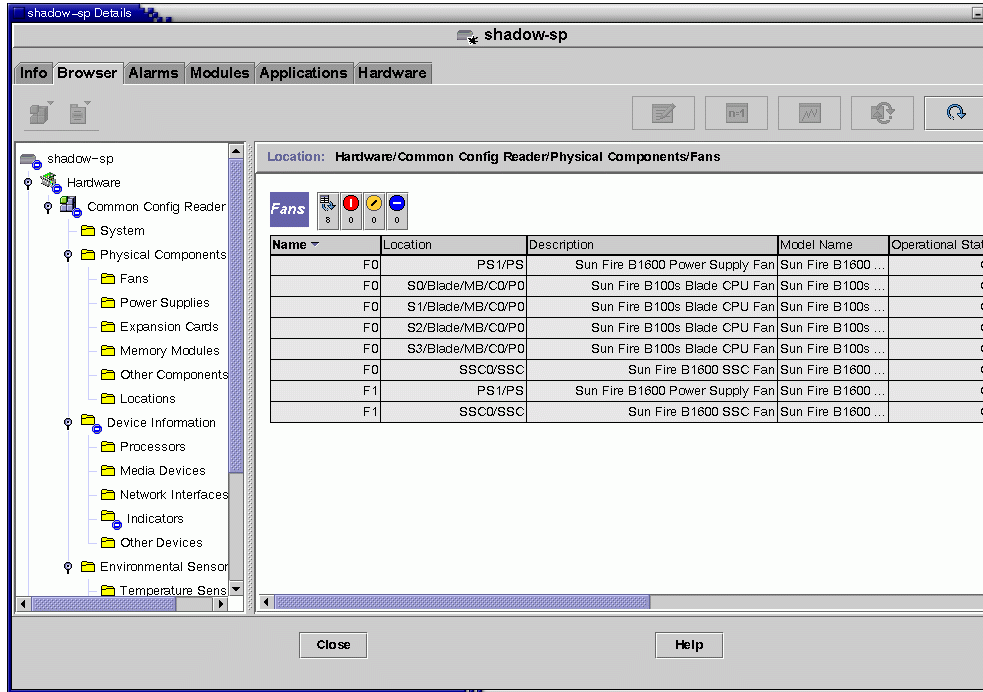 shadow-sp Details
shadow-sp
Info Browser Alarms Modules Applications Hardware
n=1
shadow-sp
Hardware
Common Config Reader
System
Physical Components
Fans
Power Supplies
Expansion Cards
Memory Modules
Other Components
Locations
Device Information
Processors
Media Devices
Network Interfaces
Indicators
Other Devices
Environmental Sensor
Temperature Sens
Location: Hardware/Common Config Reader/Physical Components/Fans
Fans 8 0 0 0
Name Location Description Model Name Operational Stat
F0 PS1/PS Sun Fire B1600 Power Supply Fan Sun Fire B1600 ...
F0 S0/Blade/MB/C0/P0 Sun Fire B100s Blade CPU Fan Sun Fire B100s ...
F0 S1/Blade/MB/C0/P0 Sun Fire B100s Blade CPU Fan Sun Fire B100s ...
F0 S2/Blade/MB/C0/P0 Sun Fire B100s Blade CPU Fan Sun Fire B100s ...
F0 S3/Blade/MB/C0/P0 Sun Fire B100s Blade CPU Fan Sun Fire B100s ...
F0 SSC0/SSC Sun Fire B1600 SSC Fan Sun Fire B1600 ...
F1 PS1/PS Sun Fire B1600 Power Supply Fan Sun Fire B1600 ...
F1 SSC0/SSC Sun Fire B1600 SSC Fan Sun Fire B1600 ...
Close Help